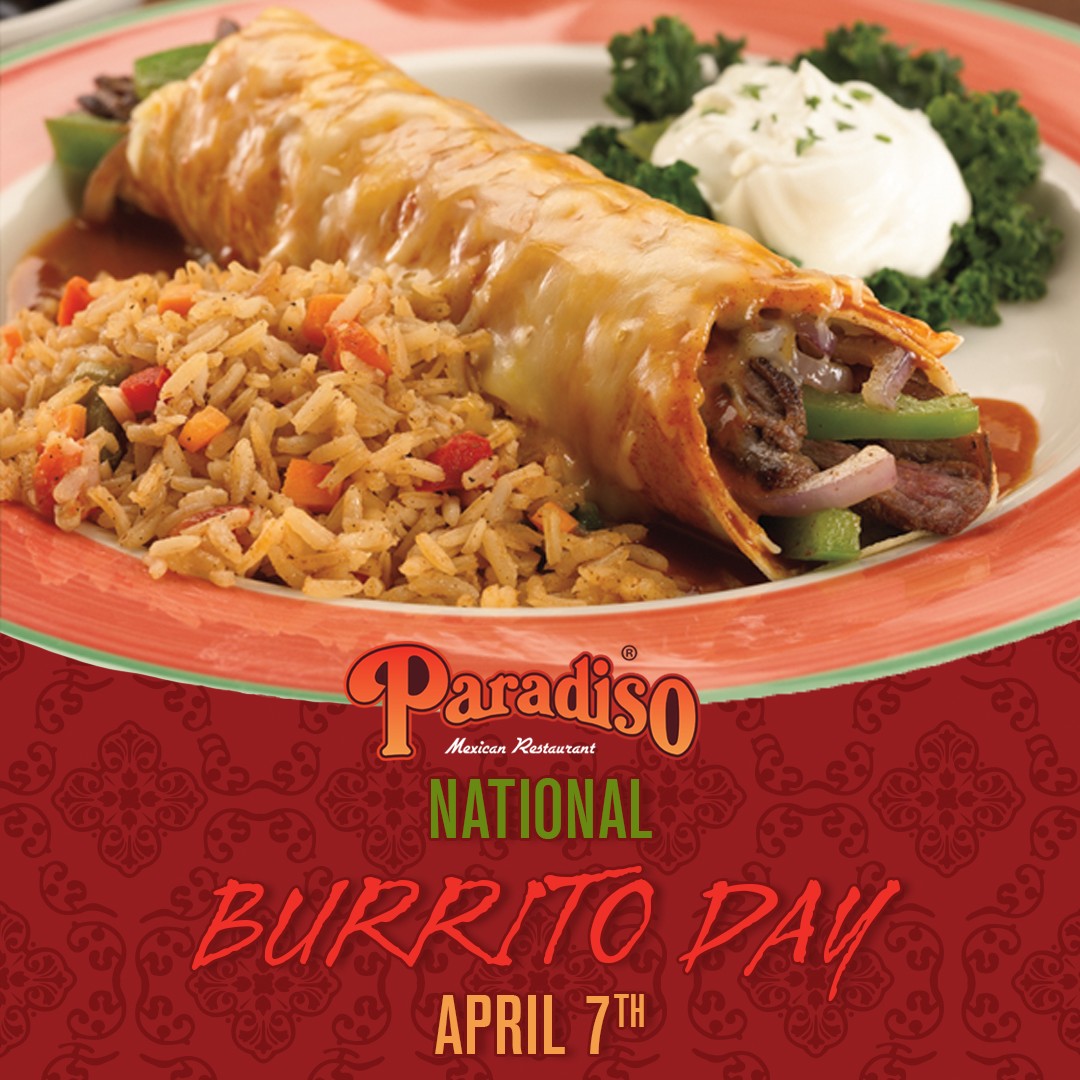 Paradiso®
Mexican Restaurant
NATIONAL
BURRITO DAY
APRIL 7TH